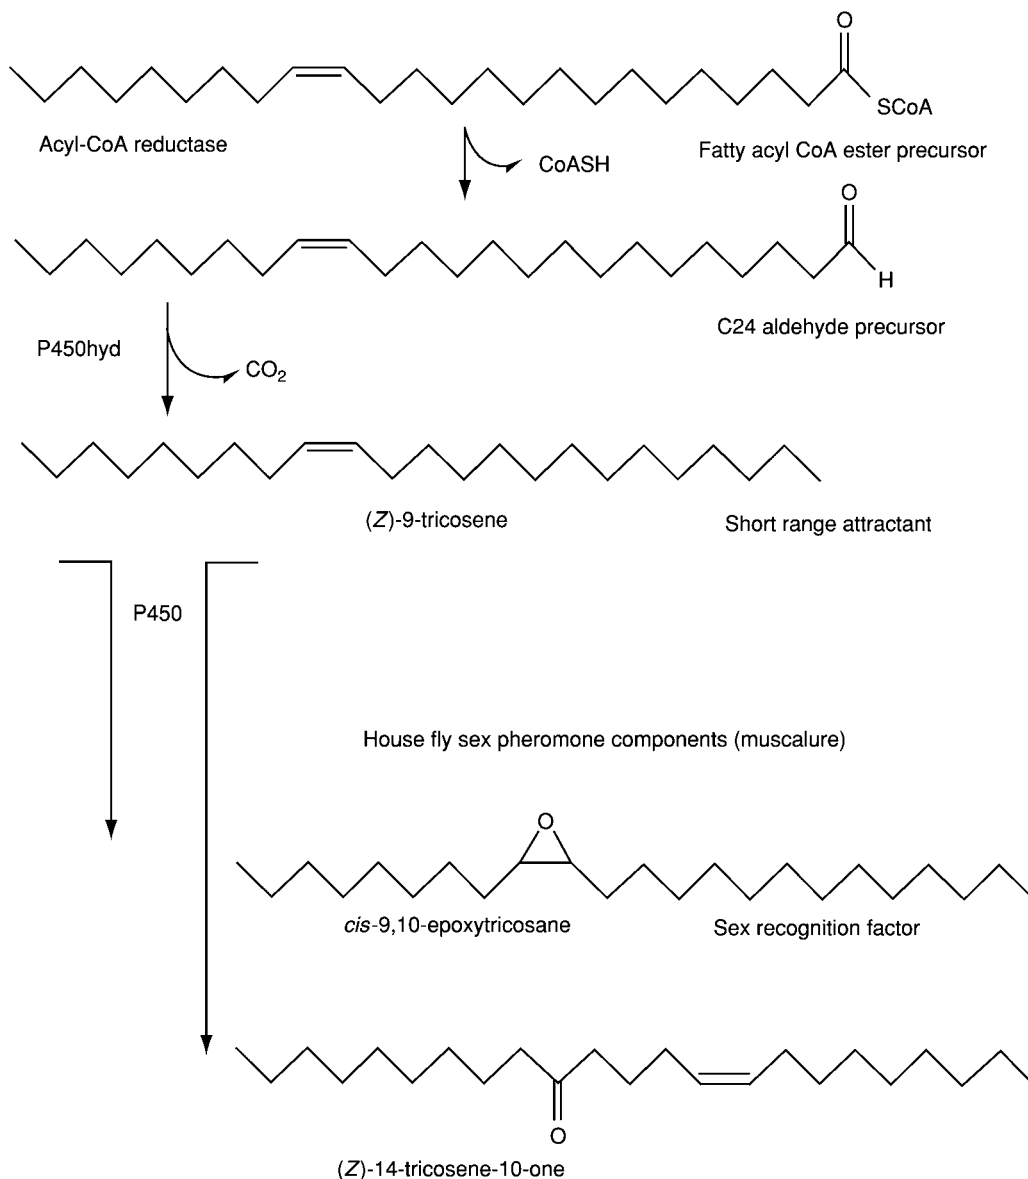 O
SCoA
Acyl-CoA reductase
Fatty acyl CoA ester precursor
CoASH
O
H
C24 aldehyde precursor
P450hyd
CO₂
(Z)-9-tricosene
Short range attractant
P450
House fly sex pheromone components (muscalure)
O
cis-9,10-epoxytricosane
Sex recognition factor
O
(Z)-14-tricosene-10-one